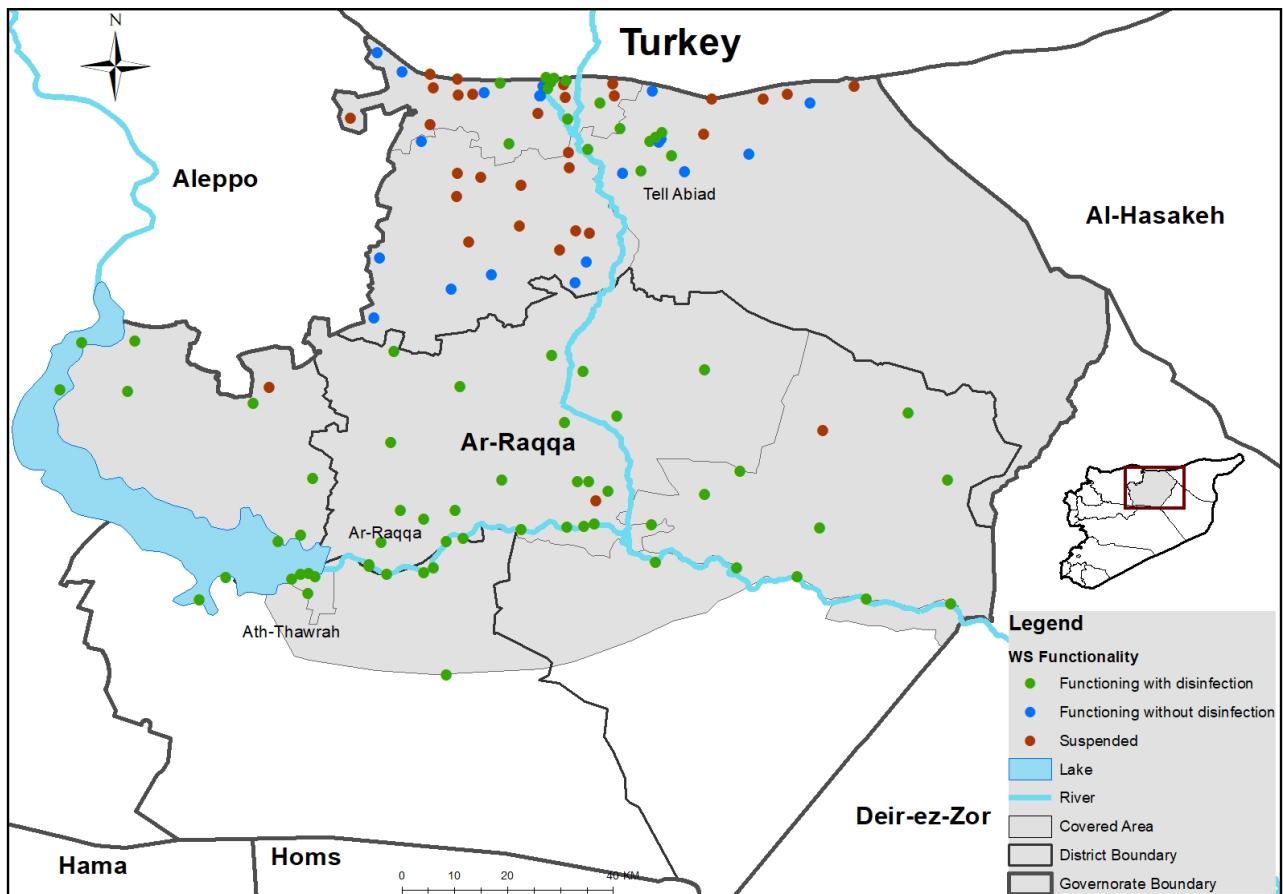 N
Turkey
Aleppo
Tell Abiad
Al-Hasakeh
Ar-Raqqa
Ar-Raqqa
Ath-Thawrah
Legend
WS Functionality
Functioning with disinfection
Functioning without disinfection
Suspended
Lake
River
Covered Area
District Boundary
Governorate Boundary
Deir-ez-Zor
Hama
Homs
0 10 20 40 KM